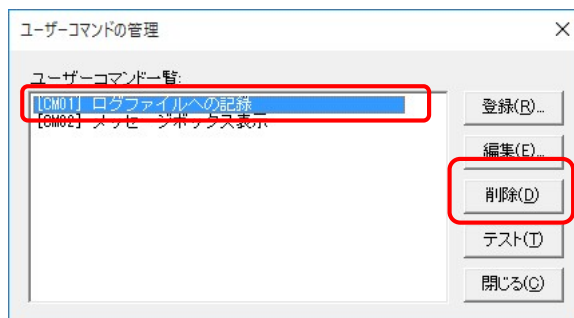 ユーザーコマンドの管理
ユーザーコマンド一覧:
[CM01] ログファイルへの記録
[CM02] メッセージボックス表示
登録(R)...
編集(E)...
削除(D)
テスト(T)
閉じる(C)